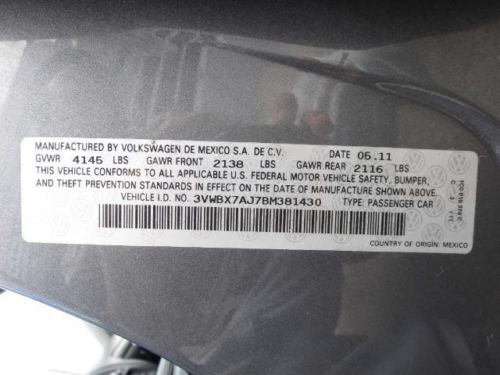 MANUFACTURED BY VOLKSWAGEN DE MEXICO S.A. DE C.V. DATE 05.11
GVWR 4145 LBS GAWR FRONT 2138 LBS GAWR REAR 2116 LBS
THIS VEHICLE CONFORMS TO ALL APPLICABLE U.S. FEDERAL MOTOR VEHICLE SAFETY, BUMPER,
AND THEFT PREVENTION STANDARDS IN EFFECT ON THE DATE OF MANUFACTURE SHOWN ABOVE.
VEHICLE I.D. NO. 3VWBX7AJ7BM381430 TYPE: PASSENGER CAR
COUNTRY OF ORIGIN: MEXICO